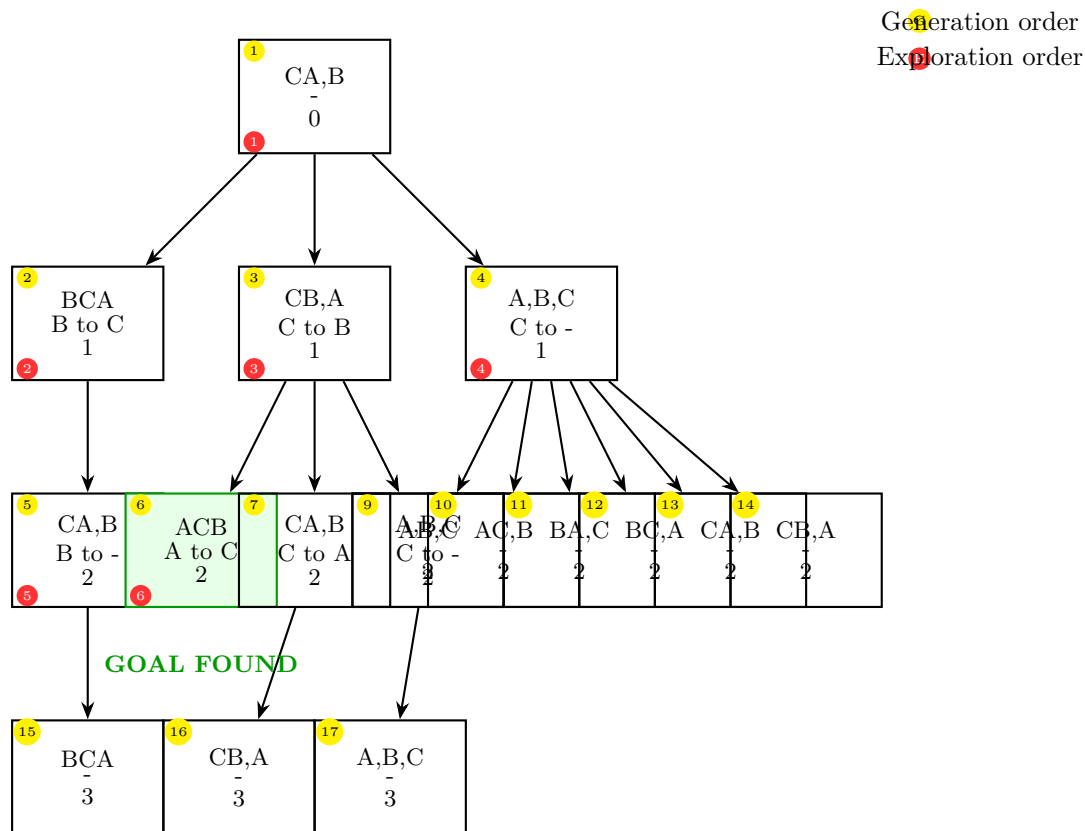 Generation order
Exploration order
1
CA,B
-
0
1
2
BCA
B to C
1
2
3
CB,A
C to B
1
3
4
A,B,C
C to -
1
4
5
CA,B
B to -
2
5
6
ACB
A to C
2
6
7
CA,B
C to A
2
9
A,B,C
C to -
2
10
AC,B
-
2
11
BA,C
-
2
12
BC,A
-
2
13
CA,B
-
2
14
CB,A
-
2
GOAL FOUND
15
BCA
-
3
16
CB,A
-
3
17
A,B,C
-
3